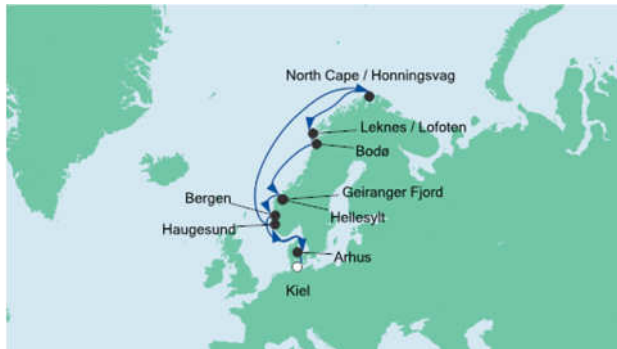 North Cape / Honningsvag
Leknes / Lofoten
Bodø
Geiranger Fjord
Bergen
Hellesylt
Haugesund
Arhus
Kiel